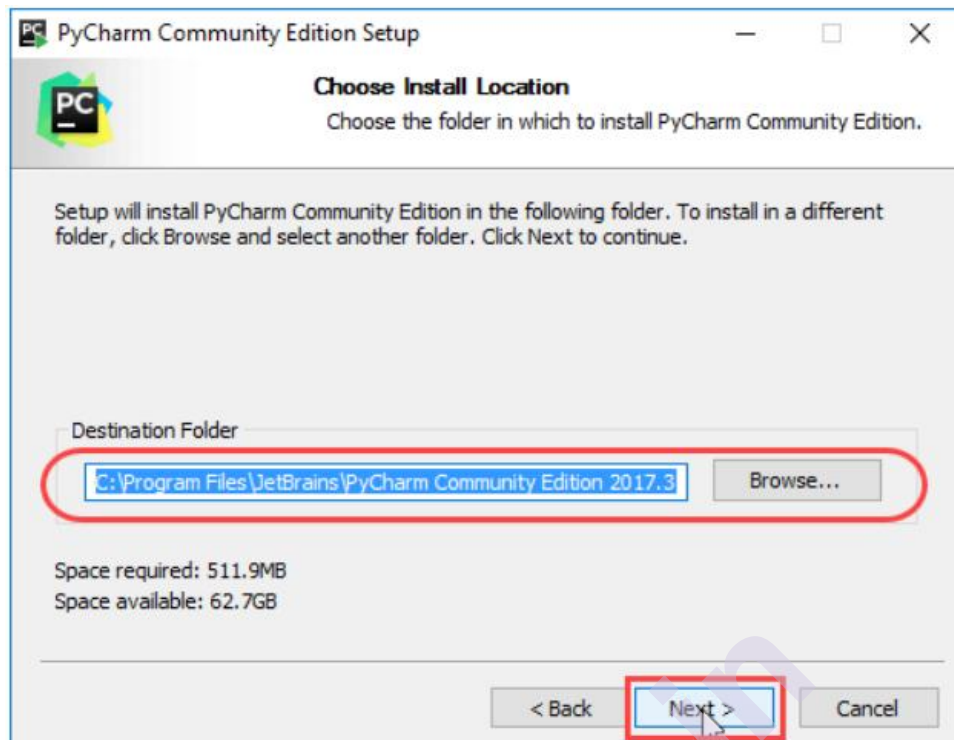 PyCharm Community Edition Setup
PC
Choose Install Location
Choose the folder in which to install PyCharm Community Edition.
Setup will install PyCharm Community Edition in the following folder. To install in a different
folder, click Browse and select another folder. Click Next to continue.
Destination Folder
C:\Program Files\JetBrains\PyCharm Community Edition 2017.3
Browse...
Space required: 511.9MB
Space available: 62.7GB
< Back
Next >
Cancel
in